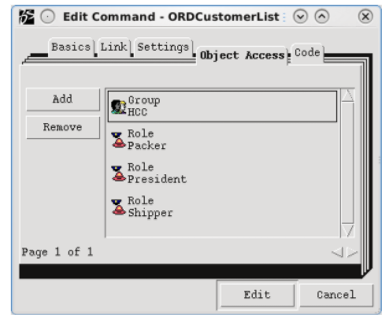 Edit Command - ORDCustomerList
Basics Link Settings Object Access Code
Add
Remove
Group
HCC
Role
Packer
Role
President
Role
Shipper
Page 1 of 1
Edit Cancel